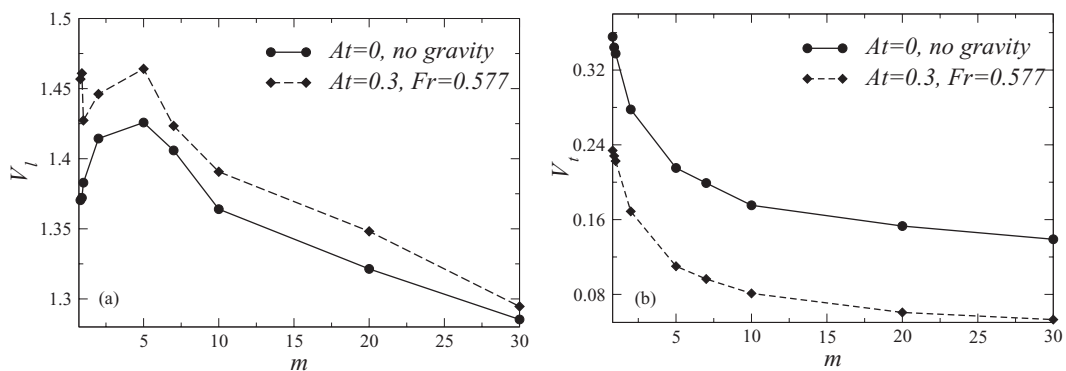 1.5
1.45
1.4
1.35
1.3
V_l
At=0, no gravity
At=0.3, Fr=0.577
(a)
5 10 15 20 25 30
m
0.32
0.24
0.16
0.08
V_t
At=0, no gravity
At=0.3, Fr=0.577
(b)
5 10 15 20 25 30
m